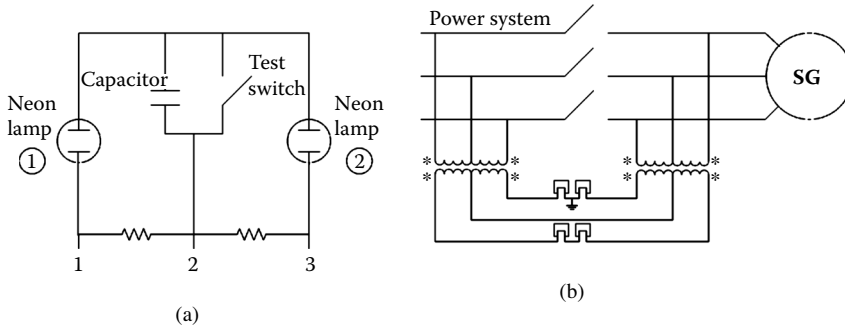 Capacitor
Test
switch
Neon
lamp
①
Neon
lamp
②
1
2
3
(a)
Power system
SG
*
*
*
*
*
*
*
*
(b)